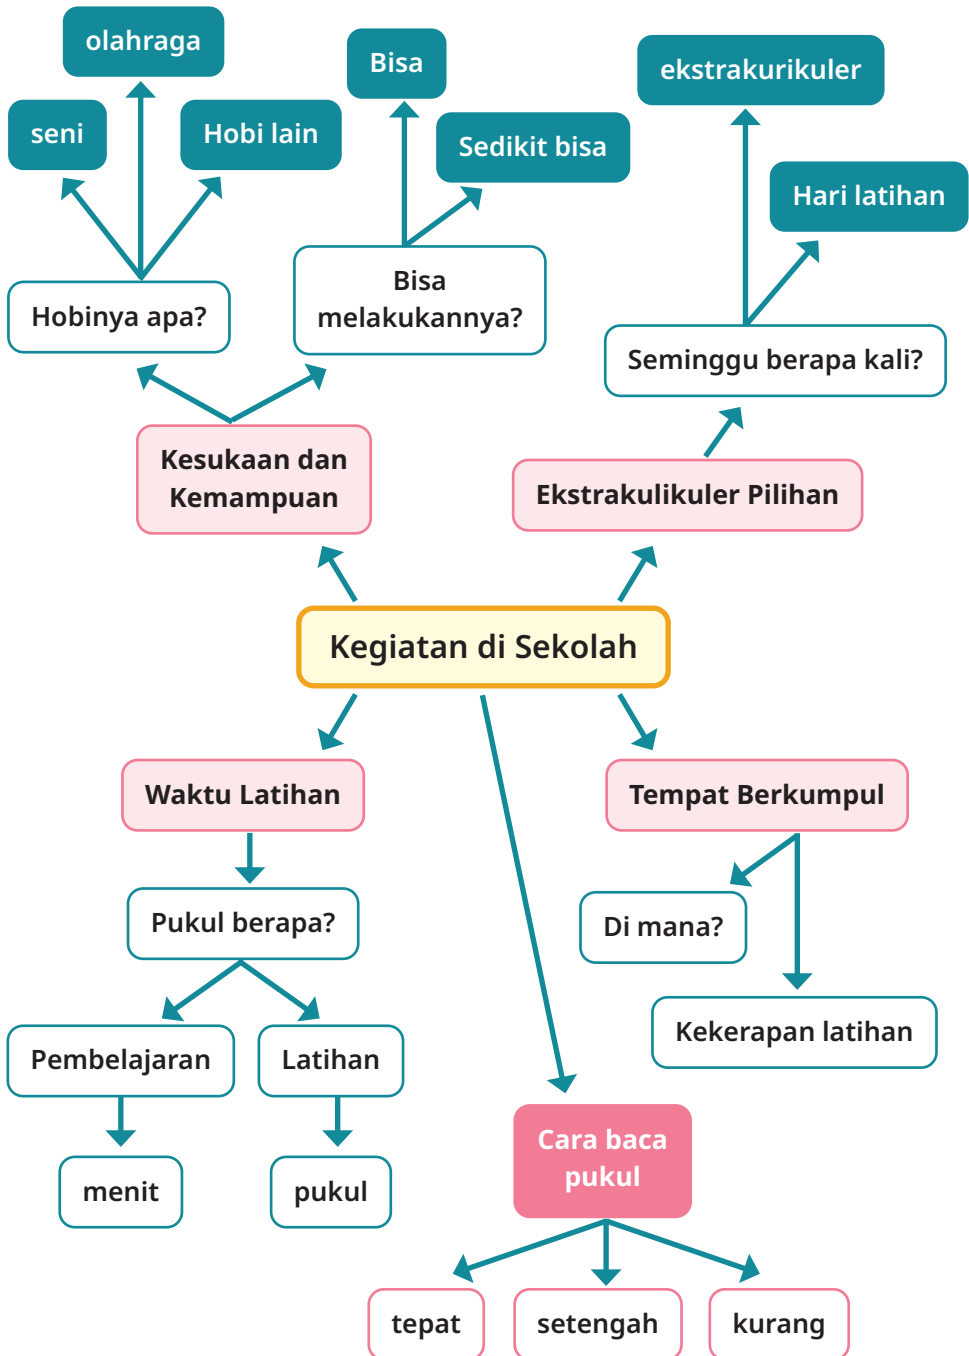 olahraga
Bisa
ekstrakurikuler
seni
Hobi lain
Sedikit bisa
Hari latihan
Hobinya apa?
Bisa
melakukannya?
Seminggu berapa kali?
Kesukaan dan
Kemampuan
Ekstrakulikuler Pilihan
Kegiatan di Sekolah
Waktu Latihan
Tempat Berkumpul
Pukul berapa?
Di mana?
Pembelajaran
Latihan
Kekerapan latihan
Cara baca
pukul
menit
pukul
tepat
setengah
kurang